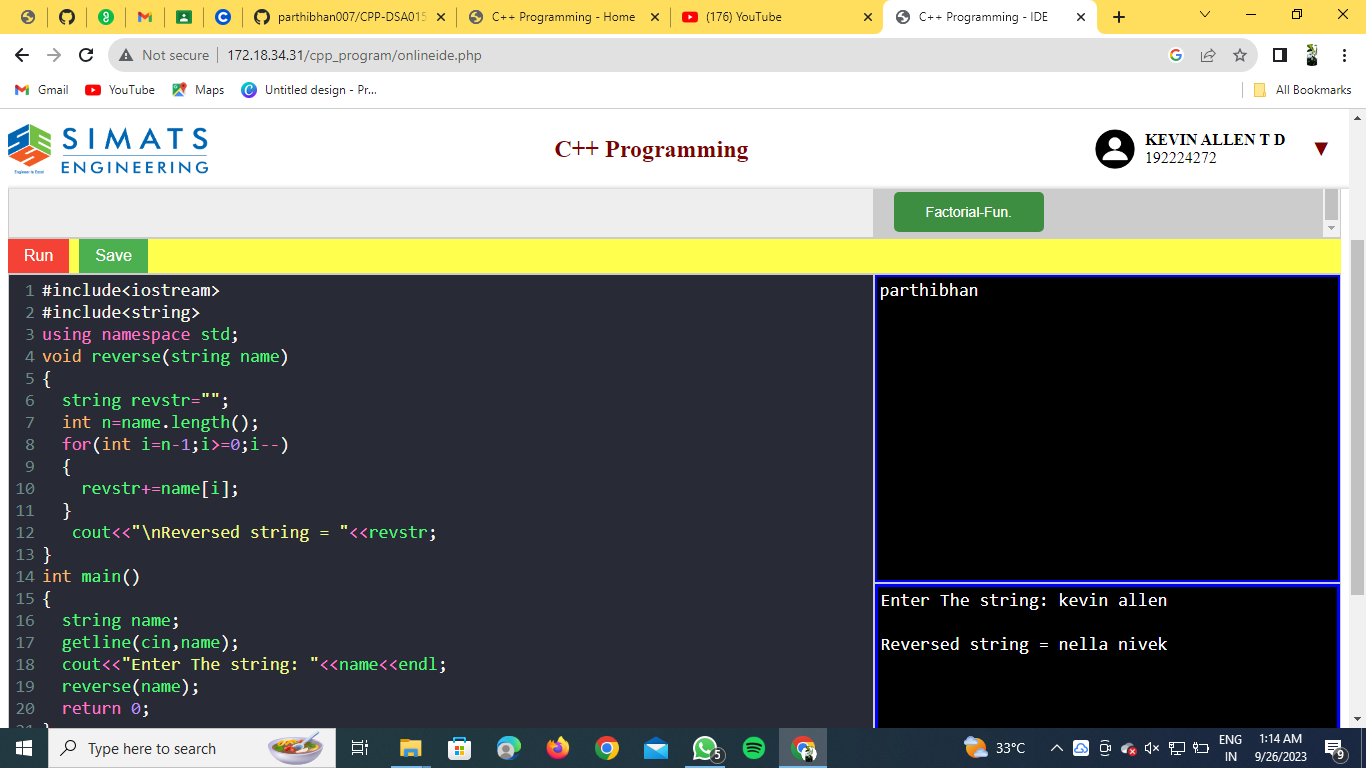 parthibhan007/CPP-DSA015
C++ Programming - Home
(176) YouTube
C++ Programming - IDE
Not secure
172.18.34.31/cpp_program/onlineide.php
Gmail
YouTube
Maps
Untitled design - Pr...
All Bookmarks
SIMATS
ENGINEERING
Engineer to Excel
C++ Programming
KEVIN ALLEN T D
192224272
Factorial-Fun.
Run
Save
1 #include<iostream>
2 #include<string>
3 using namespace std;
4 void reverse(string name)
5 {
6 string revstr="";
7 int n=name.length();
8 for(int i=n-1;i>=0;i--)
9 {
10 revstr+=name[i];
11 }
12 cout<<"\nReversed string = "<<revstr;
13 }
14 int main()
15 {
16 string name;
17 getline(cin,name);
18 cout<<"Enter The string: "<<name<<endl;
19 reverse(name);
20 return 0;
21 }
parthibhan
Enter The string: kevin allen
Reversed string = nella nivek
Type here to search
5
33°C
ENG
IN
1:14 AM
9/26/2023
9